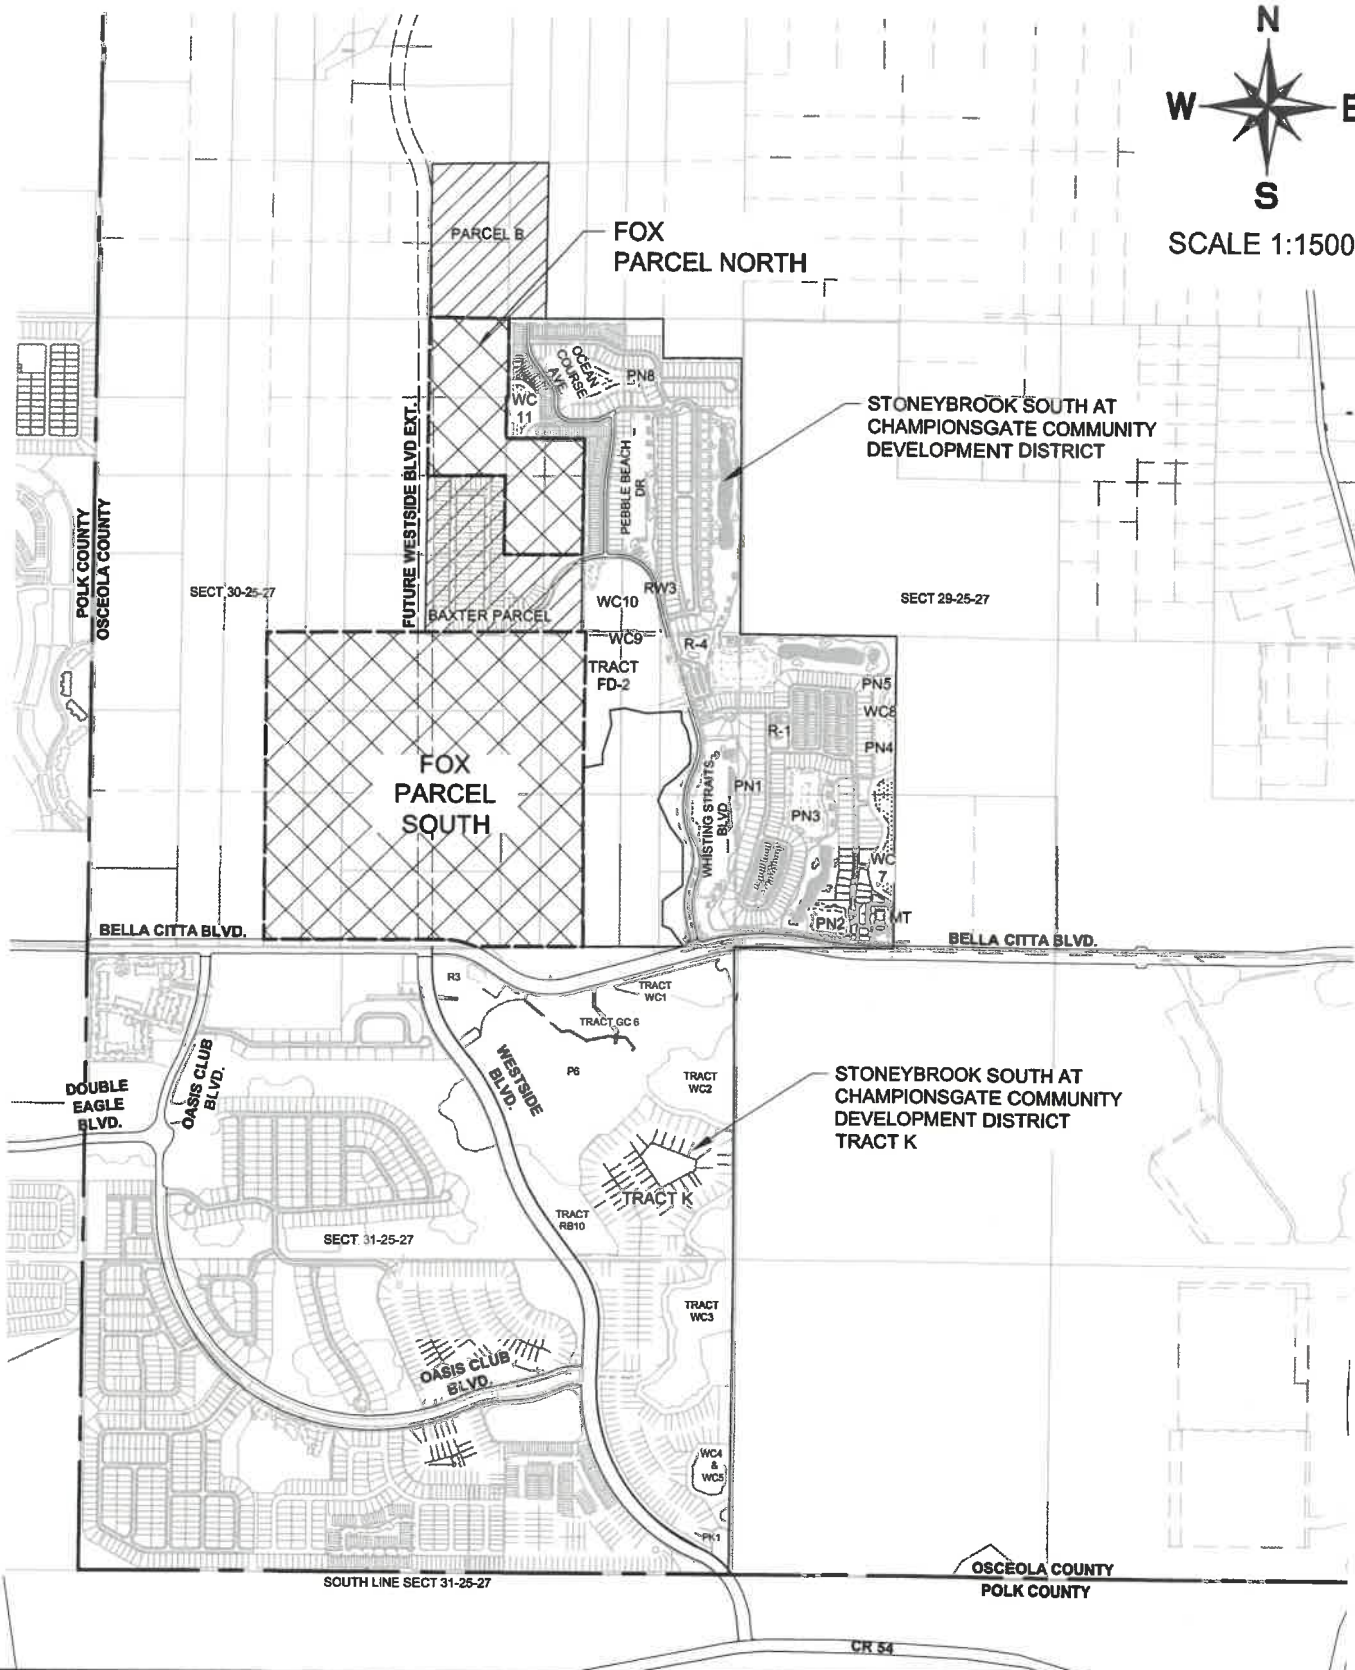 N
W
E
S
SCALE 1:1500
PARCEL B
FOX
PARCEL NORTH
OCEAN
COURSE
AVE
PN8
WC
11
STONEYBROOK SOUTH AT
CHAMPIONSGATE COMMUNITY
DEVELOPMENT DISTRICT
PEBBLE BEACH
DR
FUTURE WESTSIDE BLVD EXT.
POLK COUNTY
OSCEOLA COUNTY
SECT 30-25-27
BAXTER PARCEL
WC10
RW3
SECT 29-25-27
WC9
R-4
TRACT
FD-2
PN5
WC8
R-1
PN4
FOX
PARCEL
SOUTH
WHISTING STRAITS
BLVD
PN1
PN3
WC
7
PN2
MT
BELLA CITTA BLVD.
BELLA CITTA BLVD.
R3
TRACT
WC1
TRACT GC 6
WESTSIDE
BLVD.
P6
TRACT
WC2
OASIS CLUB
BLVD.
DOUBLE
EAGLE
BLVD.
STONEYBROOK SOUTH AT
CHAMPIONSGATE COMMUNITY
DEVELOPMENT DISTRICT
TRACT K
TRACT K
TRACT
RB10
SECT 31-25-27
TRACT
WC3
OASIS CLUB
BLVD.
WC4
&
WC5
PK1
OSCEOLA COUNTY
POLK COUNTY
SOUTH LINE SECT 31-25-27
CR 54